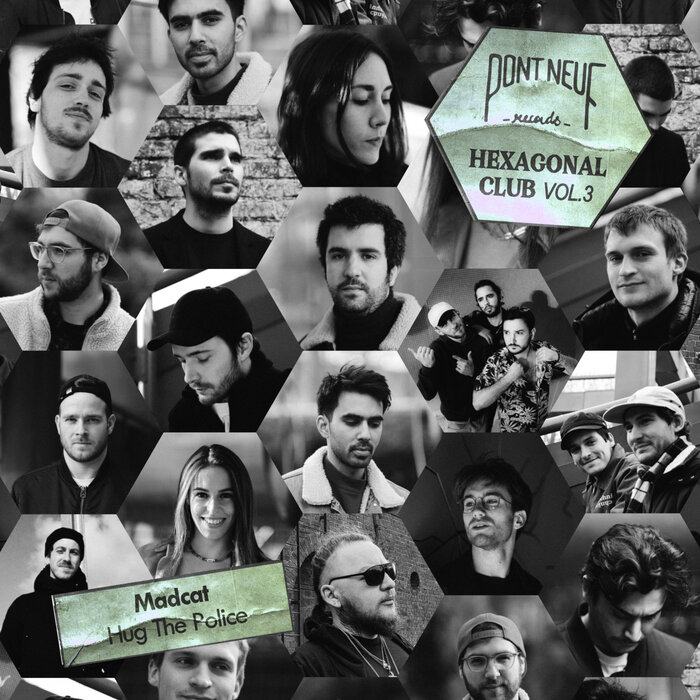 PONT NEUF
- records -
HEXAGONAL
CLUB VOL.3
Madcat
Hug The Police